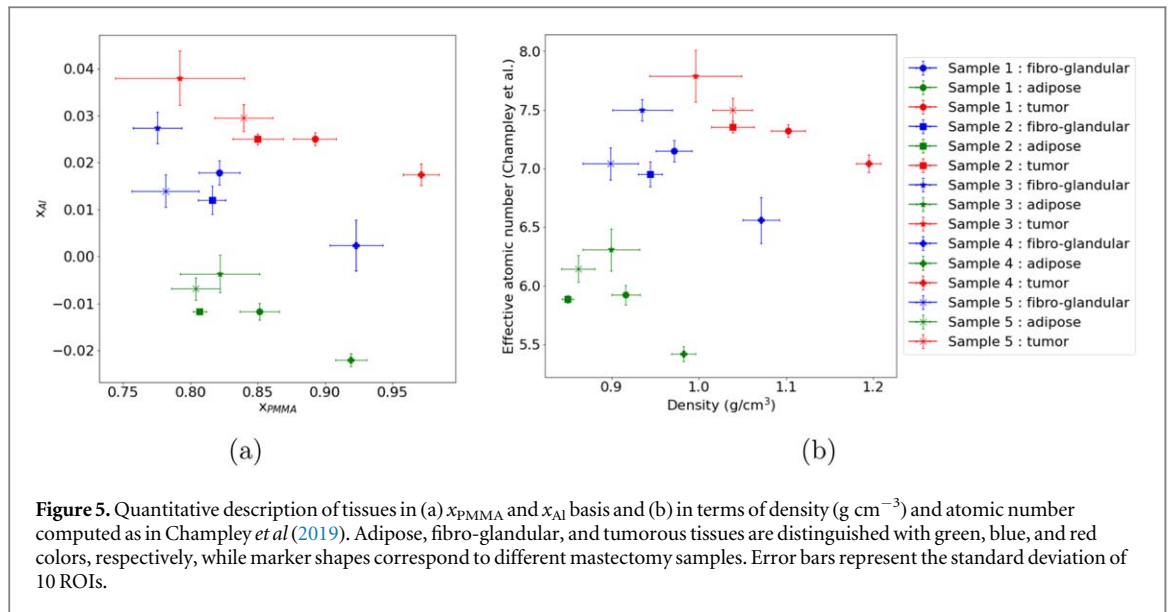 0.04
0.03
0.02
0.01
0.00
−0.01
−0.02
x_Al
0.75 0.80 0.85 0.90 0.95
x_PMMA
(a)
8.0
7.5
7.0
6.5
6.0
5.5
Effective atomic number (Champley et al.)
0.9 1.0 1.1 1.2
Density (g/cm³)
(b)
Sample 1 : fibro-glandular
Sample 1 : adipose
Sample 1 : tumor
Sample 2 : fibro-glandular
Sample 2 : adipose
Sample 2 : tumor
Sample 3 : fibro-glandular
Sample 3 : adipose
Sample 3 : tumor
Sample 4 : fibro-glandular
Sample 4 : adipose
Sample 4 : tumor
Sample 5 : fibro-glandular
Sample 5 : adipose
Sample 5 : tumor
Figure 5. Quantitative description of tissues in (a) x_PMMA and x_Al basis and (b) in terms of density (g cm⁻³) and atomic number
computed as in Champley et al (2019). Adipose, fibro-glandular, and tumorous tissues are distinguished with green, blue, and red
colors, respectively, while marker shapes correspond to different mastectomy samples. Error bars represent the standard deviation of
10 ROIs.